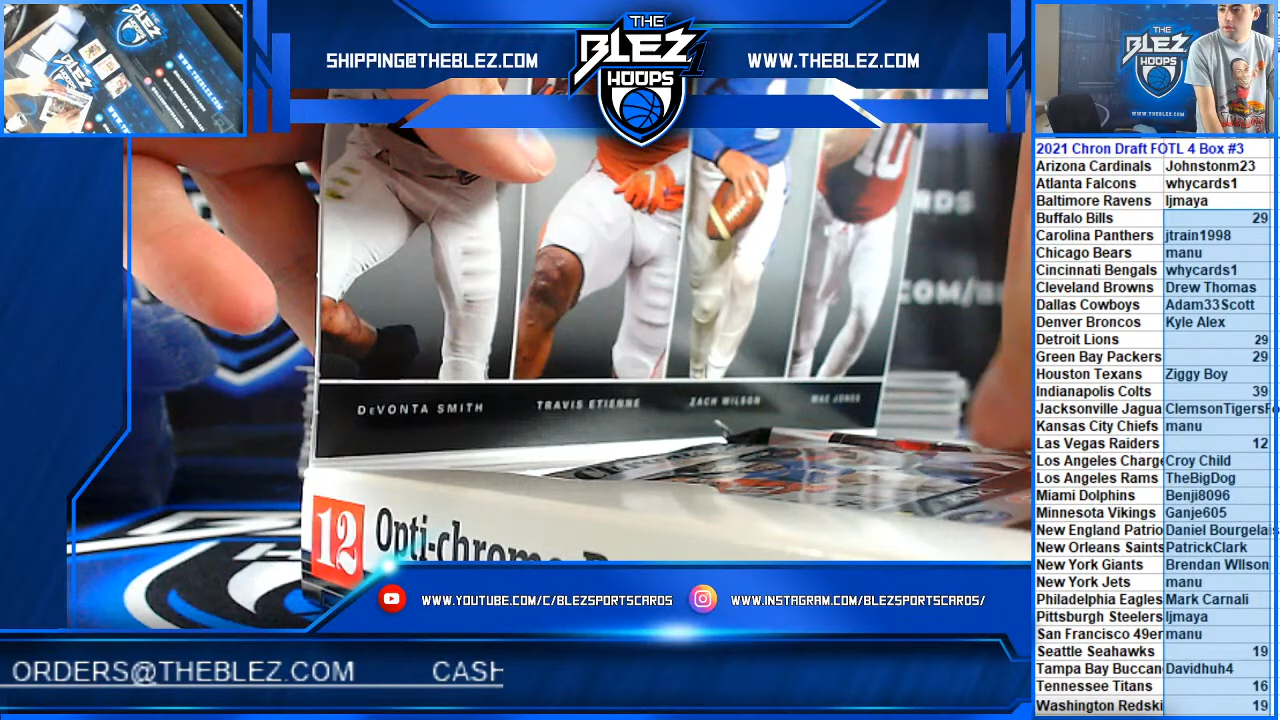 SHIPPING@THEBLEZ.COM
THE
BLEZ
HOOPS
WWW.THEBLEZ.COM
2021 Chron Draft FOTL 4 Box #3
Arizona Cardinals Johnstonm23
Atlanta Falcons whycards1
Baltimore Ravens ljmaya
Buffalo Bills 29
Carolina Panthers jtrain1998
Chicago Bears manu
Cincinnati Bengals whycards1
Cleveland Browns Drew Thomas
Dallas Cowboys Adam33Scott
Denver Broncos Kyle Alex
Detroit Lions 29
Green Bay Packers 29
Houston Texans Ziggy Boy
Indianapolis Colts 39
Jacksonville Jagua ClemsonTigersFo
Kansas City Chiefs manu
Las Vegas Raiders 12
Los Angeles Charge Croy Child
Los Angeles Rams TheBigDog
Miami Dolphins Benji8096
Minnesota Vikings Ganje605
New England Patrio Daniel Bourgelais
New Orleans Saints PatrickClark
New York Giants Brendan WIlson
New York Jets manu
Philadelphia Eagles Mark Carnali
Pittsburgh Steelers ljmaya
San Francisco 49er manu
Seattle Seahawks 19
Tampa Bay Buccan Davidhuh4
Tennessee Titans 16
Washington Redski 19
DeVONTA SMITH TRAVIS ETIENNE ZACH WILSON MAC JONES
12 Opti-chrome
WWW.YOUTUBE.COM/C/BLEZSPORTSCARDS WWW.INSTAGRAM.COM/BLEZSPORTSCARDS/
ORDERS@THEBLEZ.COM CASH